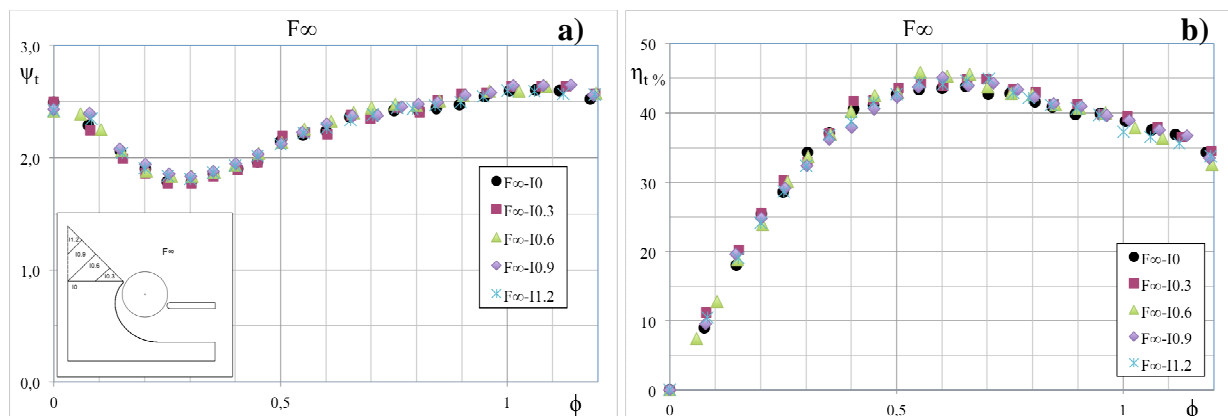 F∞
a)
ψt
3,0
2,0
1,0
0,0
0
0,5
1
ϕ
F∞-I0
F∞-I0.3
F∞-I0.6
F∞-I0.9
F∞-I1.2
F∞
I1.2
I0.9
I0.6
I0.3
I0
F∞
b)
ηt %
50
40
30
20
10
0
0
0,5
1
ϕ
F∞-I0
F∞-I0.3
F∞-I0.6
F∞-I0.9
F∞-I1.2